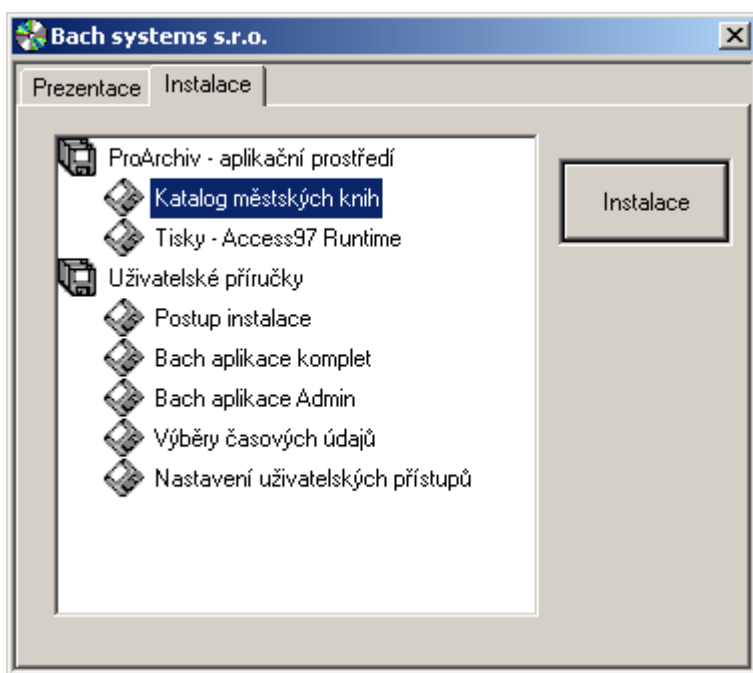 Bach systems s.r.o.
Prezentace Instalace
ProArchiv - aplikační prostředí
Katalog městských knih
Instalace
Tisky - Access97 Runtime
Uživatelské příručky
Postup instalace
Bach aplikace komplet
Bach aplikace Admin
Výběry časových údajů
Nastavení uživatelských přístupů